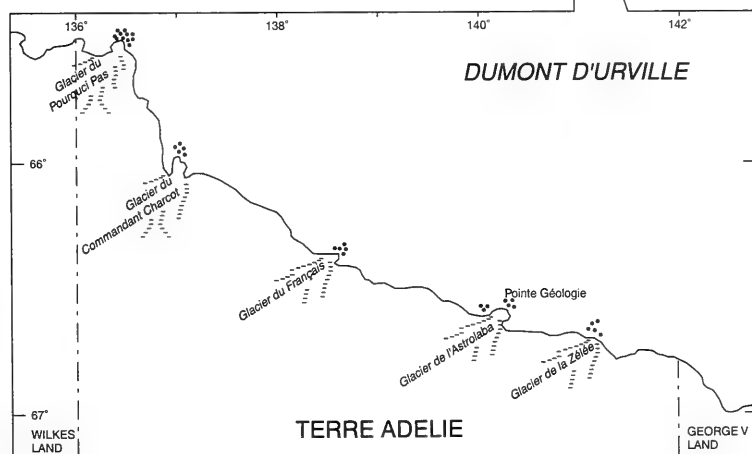 136°
138
140
142°
DUMONT D'URVILLE
Glacier du
Pourquci Pas
66°
Glacier du
Commandant Charcot
Glacier du Français
Pointe Géologie
Glacier de l'Astrolaba
Glacier de la Zélée
67°
TERRE ADELIE
WILKES
LAND
GEORGE V
LAND